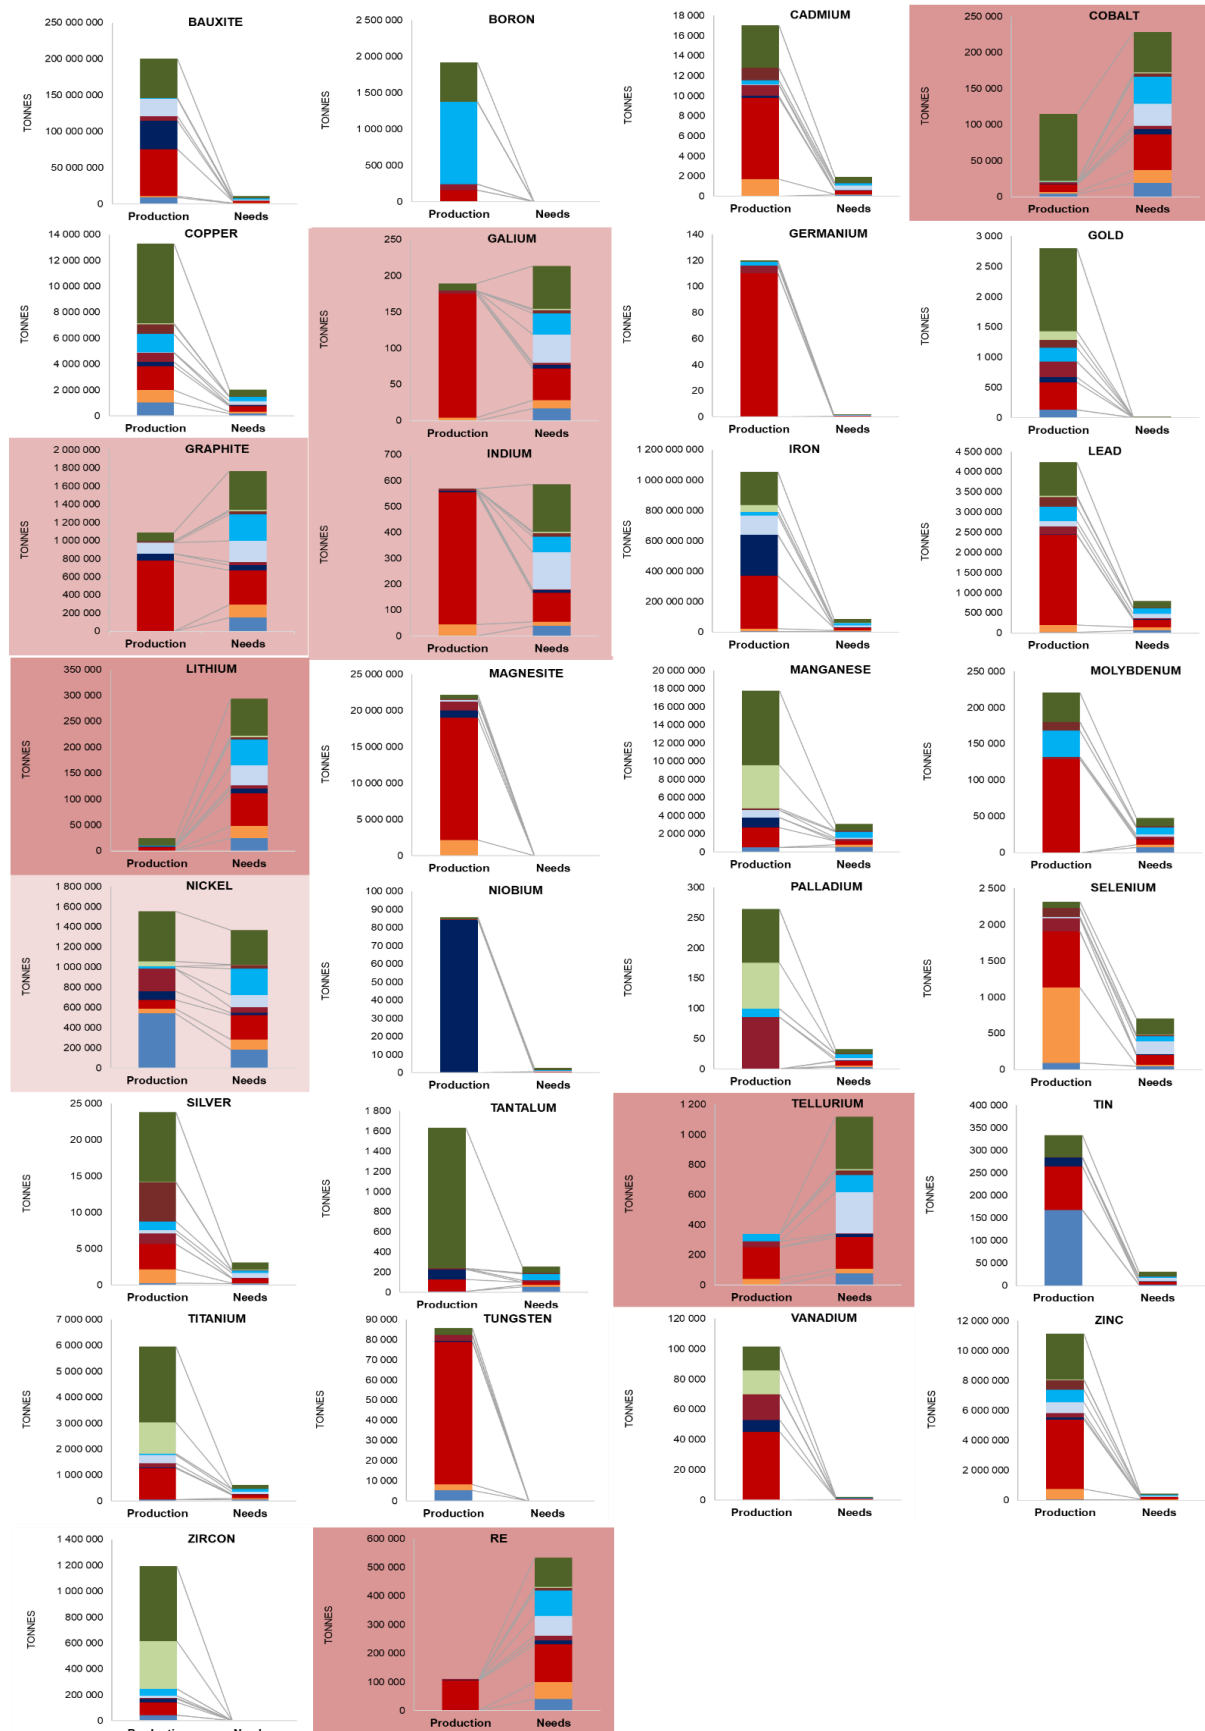 BAUXITE
250 000 000
200 000 000
150 000 000
100 000 000
50 000 000
0
TONNES
Production Needs
BORON
2 500 000
2 000 000
1 500 000
1 000 000
500 000
0
TONNES
Production Needs
CADMIUM
18 000
16 000
14 000
12 000
10 000
8 000
6 000
4 000
2 000
0
TONNES
Production Needs
COBALT
250 000
200 000
150 000
100 000
50 000
0
TONNES
Production Needs
COPPER
14 000 000
12 000 000
10 000 000
8 000 000
6 000 000
4 000 000
2 000 000
0
TONNES
Production Needs
GALIUM
250
200
150
100
50
0
TONNES
Production Needs
GERMANIUM
140
120
100
80
60
40
20
0
TONNES
Production Needs
GOLD
3 000
2 500
2 000
1 500
1 000
500
0
TONNES
Production Needs
GRAPHITE
2 000 000
1 800 000
1 600 000
1 400 000
1 200 000
1 000 000
800 000
600 000
400 000
200 000
0
TONNES
Production Needs
INDIUM
700
600
500
400
300
200
100
0
TONNES
Production Needs
IRON
1 200 000 000
1 000 000 000
800 000 000
600 000 000
400 000 000
200 000 000
0
TONNES
Production Needs
LEAD
4 500 000
4 000 000
3 500 000
3 000 000
2 500 000
2 000 000
1 500 000
1 000 000
500 000
0
TONNES
Production Needs
LITHIUM
350 000
300 000
250 000
200 000
150 000
100 000
50 000
0
TONNES
Production Needs
MAGNESITE
25 000 000
20 000 000
15 000 000
10 000 000
5 000 000
0
TONNES
Production Needs
MANGANESE
20 000 000
18 000 000
16 000 000
14 000 000
12 000 000
10 000 000
8 000 000
6 000 000
4 000 000
2 000 000
0
TONNES
Production Needs
MOLYBDENUM
250 000
200 000
150 000
100 000
50 000
0
TONNES
Production Needs
NICKEL
1 800 000
1 600 000
1 400 000
1 200 000
1 000 000
800 000
600 000
400 000
200 000
0
TONNES
Production Needs
NIOBIUM
100 000
90 000
80 000
70 000
60 000
50 000
40 000
30 000
20 000
10 000
0
TONNES
Production Needs
PALLADIUM
300
250
200
150
100
50
0
TONNES
Production Needs
SELENIUM
2 500
2 000
1 500
1 000
500
0
TONNES
Production Needs
SILVER
25 000
20 000
15 000
10 000
5 000
0
TONNES
Production Needs
TANTALUM
1 800
1 600
1 400
1 200
1 000
800
600
400
200
0
TONNES
Production Needs
TELLURIUM
1 200
1 000
800
600
400
200
0
TONNES
Production Needs
TIN
400 000
350 000
300 000
250 000
200 000
150 000
100 000
50 000
0
TONNES
Production Needs
TITANIUM
7 000 000
6 000 000
5 000 000
4 000 000
3 000 000
2 000 000
1 000 000
0
TONNES
Production Needs
TUNGSTEN
90 000
80 000
70 000
60 000
50 000
40 000
30 000
20 000
10 000
0
TONNES
Production Needs
VANADIUM
120 000
100 000
80 000
60 000
40 000
20 000
0
TONNES
Production Needs
ZINC
12 000 000
10 000 000
8 000 000
6 000 000
4 000 000
2 000 000
0
TONNES
Production Needs
ZIRCON
1 400 000
1 200 000
1 000 000
800 000
600 000
400 000
200 000
0
TONNES
Production Needs
RE
600 000
500 000
400 000
300 000
200 000
100 000
0
TONNES
Production Needs